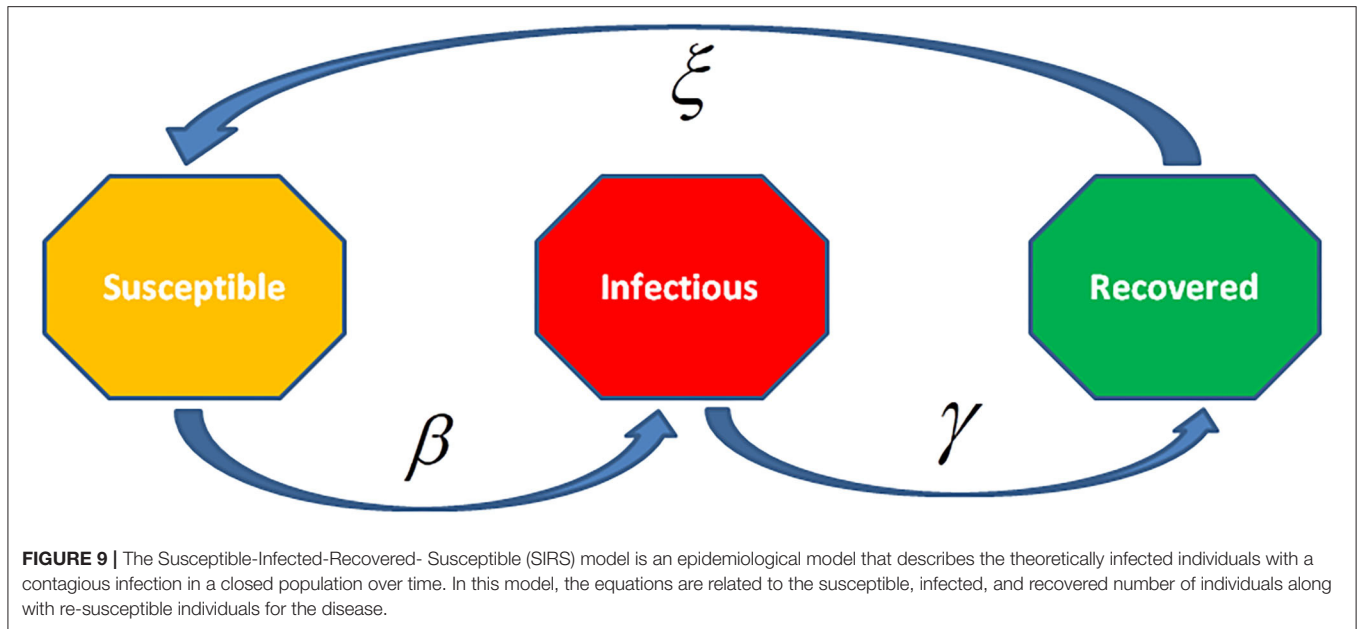 ξ
Susceptible
Infectious
Recovered
β
γ
FIGURE 9 | The Susceptible-Infected-Recovered- Susceptible (SIRS) model is an epidemiological model that describes the theoretically infected individuals with a
contagious infection in a closed population over time. In this model, the equations are related to the susceptible, infected, and recovered number of individuals along
with re-susceptible individuals for the disease.